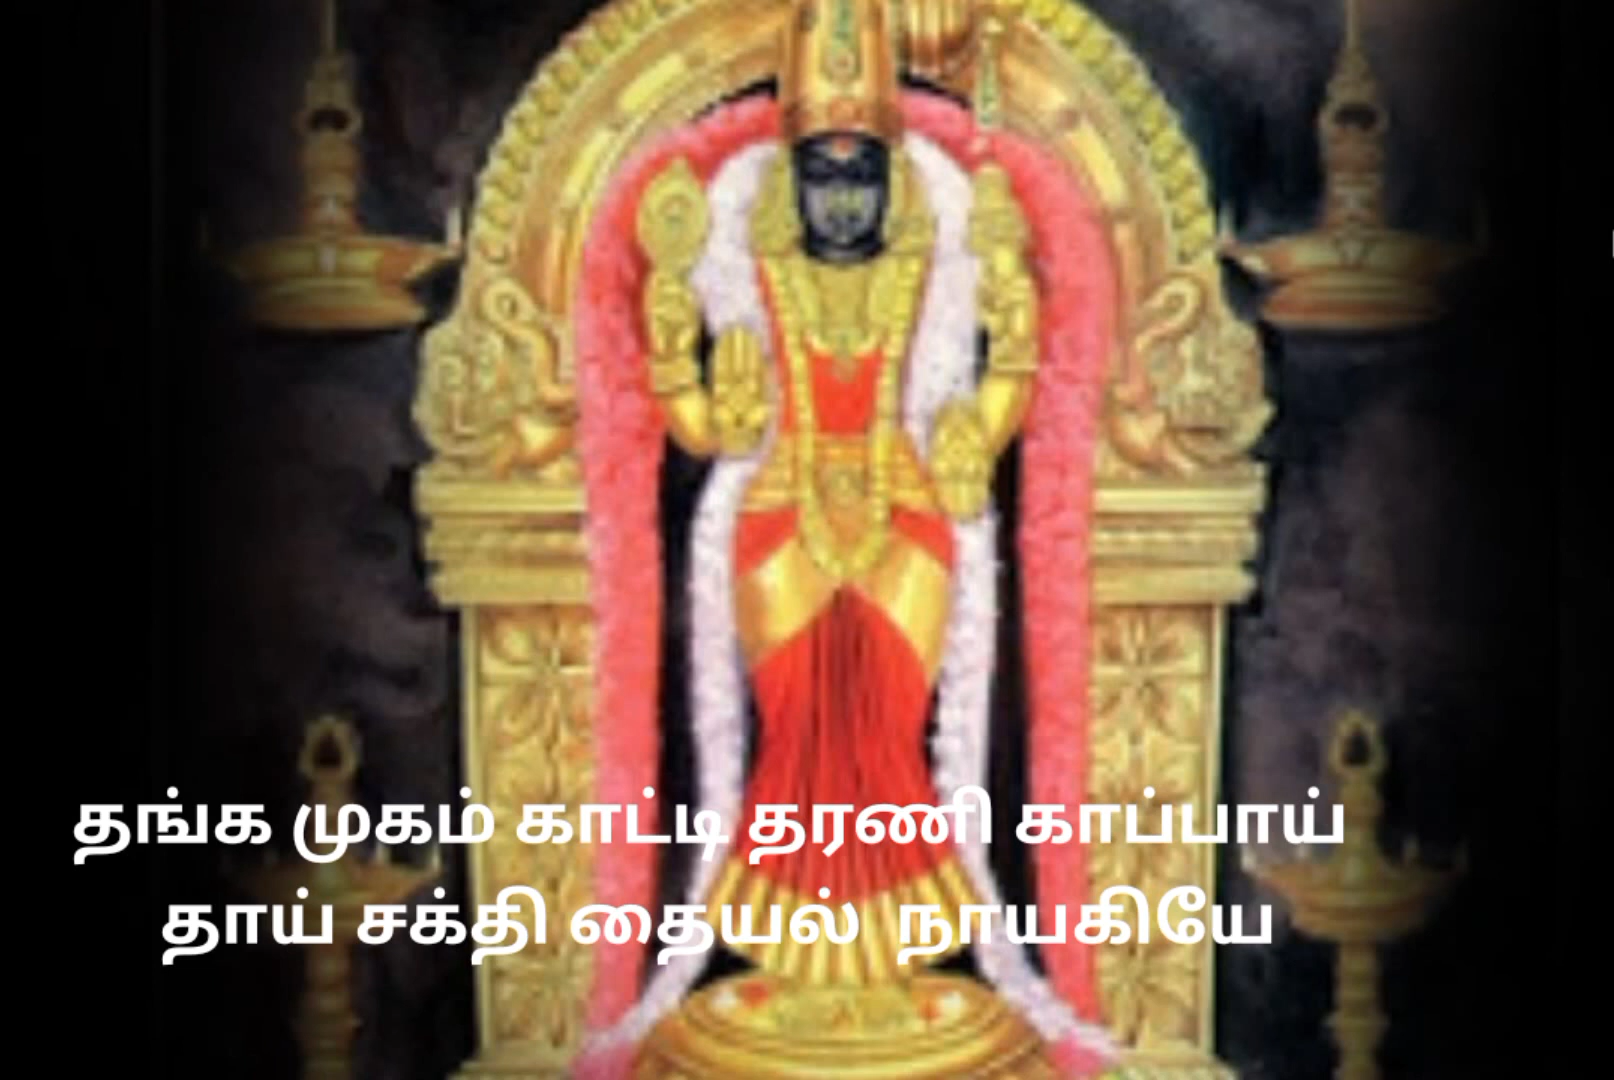 தங்க முகம் காட்டி தரணி காப்பாய்
தாய் சக்தி தையல் நாயகியே